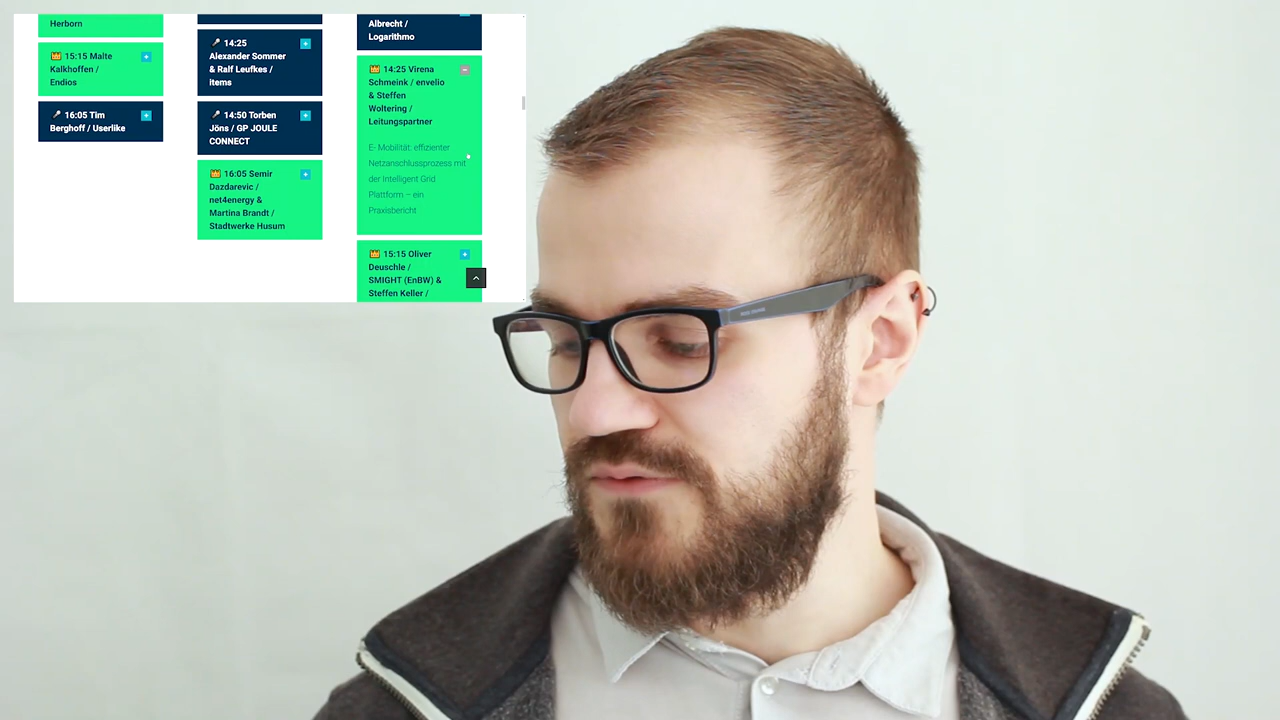 Herborn
15:15 Malte
Kalkhoffen /
Endios
16:05 Tim
Berghoff / Userlike
14:25
Alexander Sommer
& Ralf Leufkes /
items
14:50 Torben
Jöns / GP JOULE
CONNECT
16:05 Semir
Dazdarevic /
net4energy &
Martina Brandt /
Stadtwerke Husum
Albrecht /
Logarithmo
14:25 Virena
Schmeink / envelio
& Steffen
Woltering /
Leitungspartner
E- Mobilität: effizienter
Netzanschlussprozess mit
der Intelligent Grid
Plattform – ein
Praxisbericht
15:15 Oliver
Deuschle /
SMIGHT (EnBW) &
Steffen Keller /